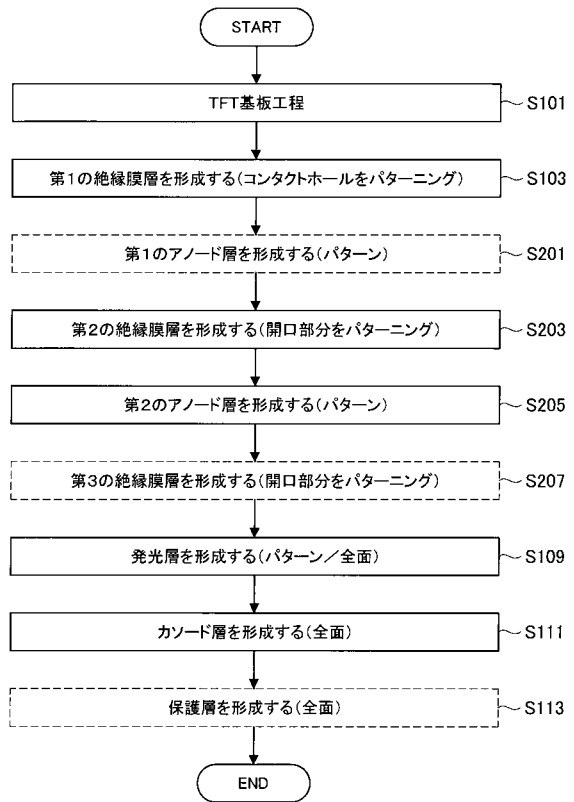 START
TFT基板工程
S101
第1の絶縁膜層を形成する(コンタクトホールをパターニング)
S103
第1のアノード層を形成する(パターン)
S201
第2の絶縁膜層を形成する(開口部分をパターニング)
S203
第2のアノード層を形成する(パターン)
S205
第3の絶縁膜層を形成する(開口部分をパターニング)
S207
発光層を形成する(パターン/全面)
S109
カソード層を形成する(全面)
S111
保護層を形成する(全面)
S113
END